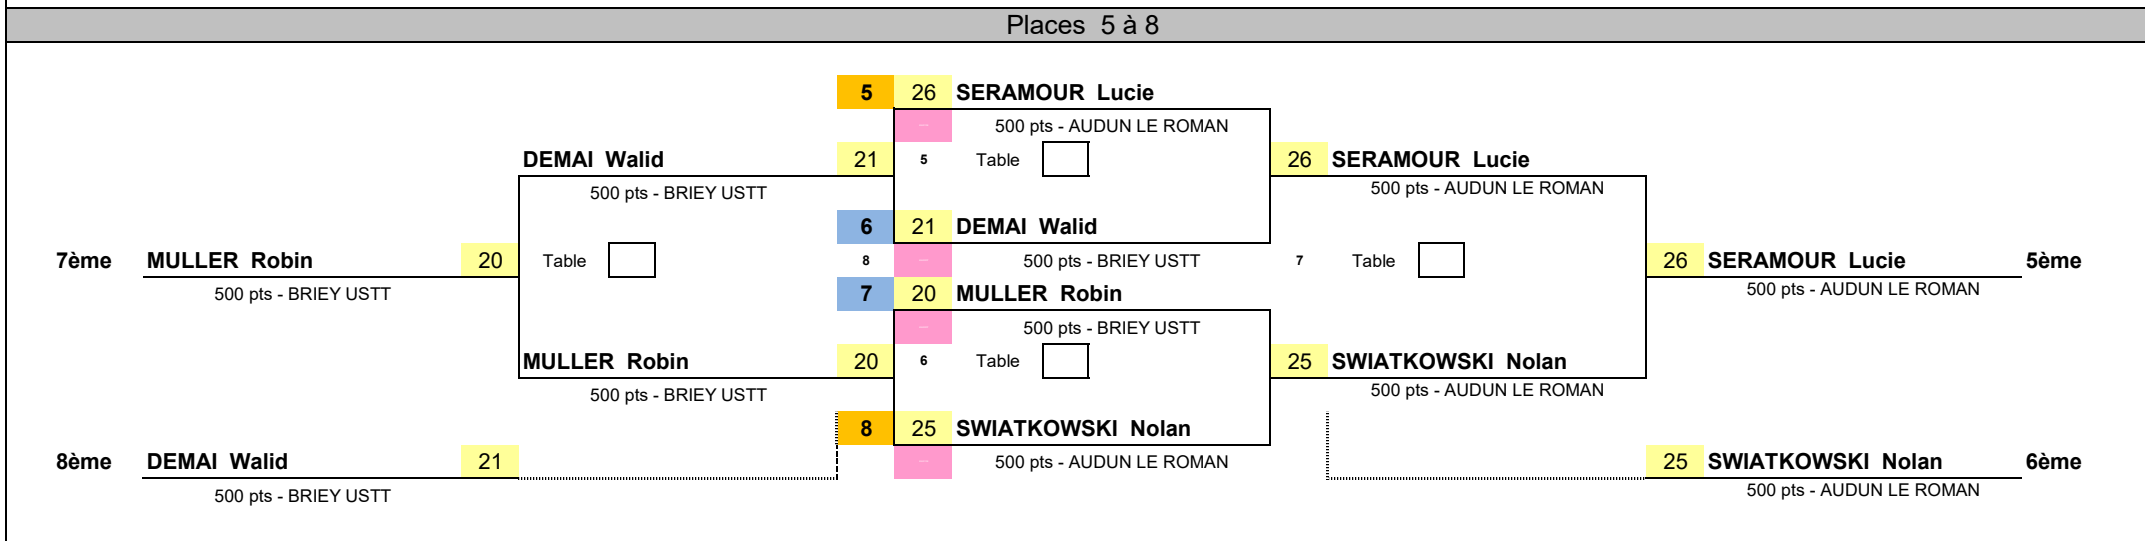 Places 5 à 8
5 26 SERAMOUR Lucie
– 500 pts - AUDUN LE ROMAN
DEMAI Walid 21 5 Table 26 SERAMOUR Lucie
500 pts - BRIEY USTT 500 pts - AUDUN LE ROMAN
6 21 DEMAI Walid
7ème MULLER Robin 20 Table 8 – 500 pts - BRIEY USTT 7 Table 26 SERAMOUR Lucie 5ème
500 pts - BRIEY USTT 7 20 MULLER Robin 500 pts - AUDUN LE ROMAN
– 500 pts - BRIEY USTT
MULLER Robin 20 6 Table 25 SWIATKOWSKI Nolan
500 pts - BRIEY USTT 500 pts - AUDUN LE ROMAN
8 25 SWIATKOWSKI Nolan
8ème DEMAI Walid 21 – 500 pts - AUDUN LE ROMAN 25 SWIATKOWSKI Nolan 6ème
500 pts - BRIEY USTT 500 pts - AUDUN LE ROMAN